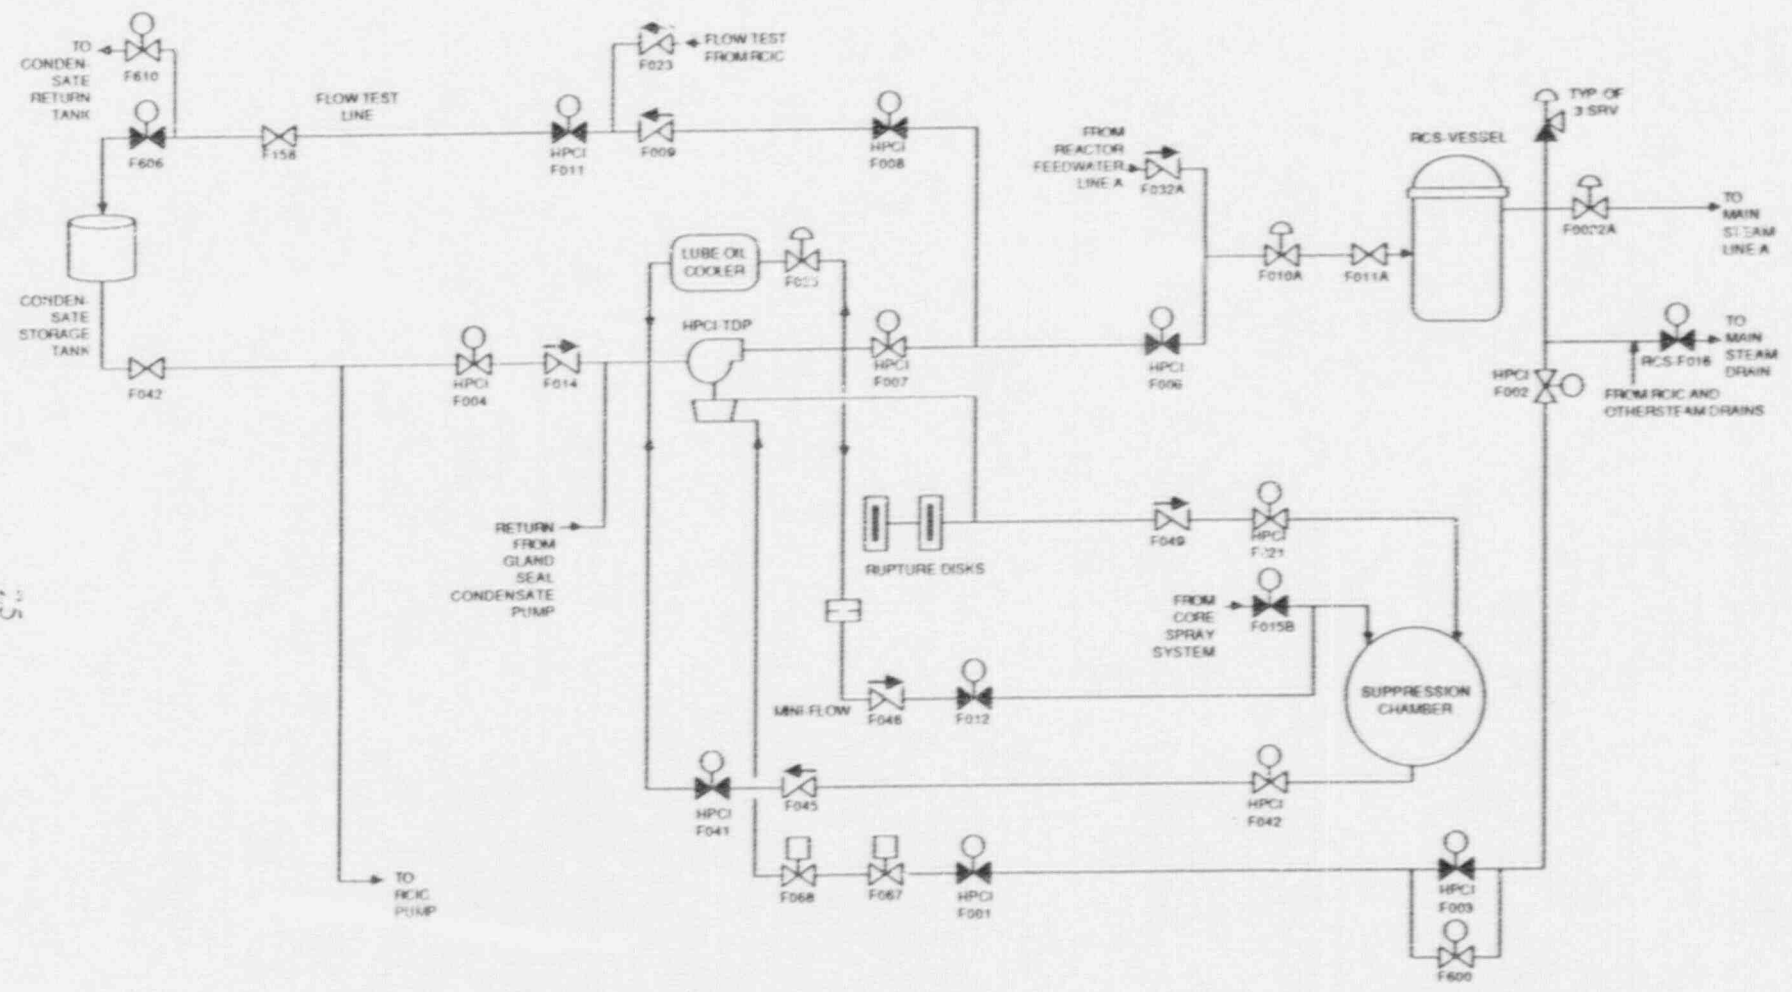 TO
CONDEN-
SATE
RETURN
TANK
F610
F606
FLOW TEST
LINE
F158
F023
FLOW TEST
FROM RCIC
HPCI
F011
F009
HPCI
F008
FROM
REACTOR
FEEDWATER
LINE A
F032A
RCS-VESSEL
TYP. OF
3 SRV
TO
MAIN
STEAM
LINE A
F010A
F011A
LUBE OIL
COOLER
CONDEN-
SATE
STORAGE
TANK
F042
HPCI
F004
F014
HPCI-TDP
HPCI
F007
HPCI
F006
HPCI
F002
RCS-F016
TO
MAIN
STEAM
DRAIN
FROM RCIC AND
OTHER STEAM DRAINS
RETURN
FROM
GLAND
SEAL
CONDENSATE
PUMP
RUPTURE DISKS
F049
HPCI
FROM
CORE
SPRAY
SYSTEM
F015B
MINI-FLOW
F046
F012
SUPPRESSION
CHAMBER
HPCI
F041
F045
HPCI
F042
F068
F067
HPCI
F001
HPCI
F003
F600
TO
RCIC
PUMP